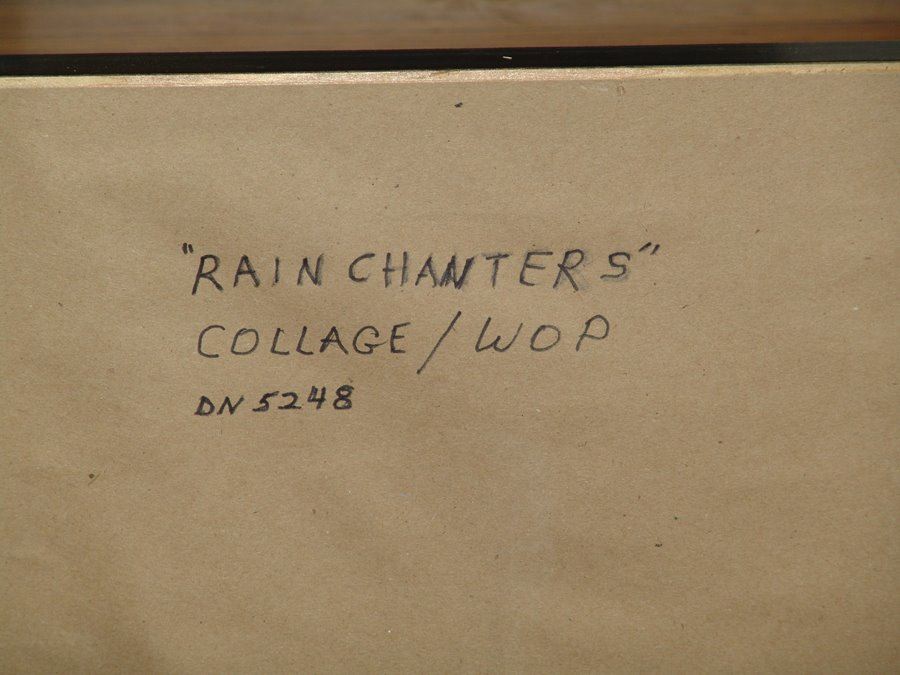 "RAIN CHANTERS"
COLLAGE/WOP
DN 5248